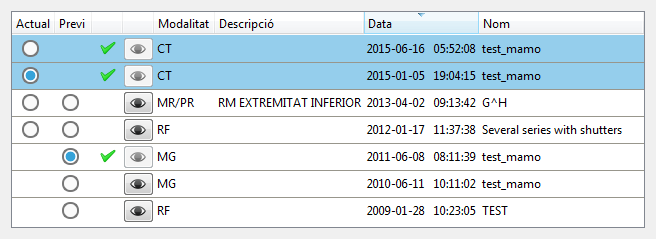 Actual Previ Modalitat Descripció Data Nom
CT 2015-06-16 05:52:08 test_mamo
CT 2015-01-05 19:04:15 test_mamo
MR/PR RM EXTREMITAT INFERIOR 2013-04-02 09:13:42 G^H
RF 2012-01-17 11:37:38 Several series with shutters
MG 2011-06-08 08:11:39 test_mamo
MG 2010-06-11 10:11:02 test_mamo
RF 2009-01-28 10:23:05 TEST